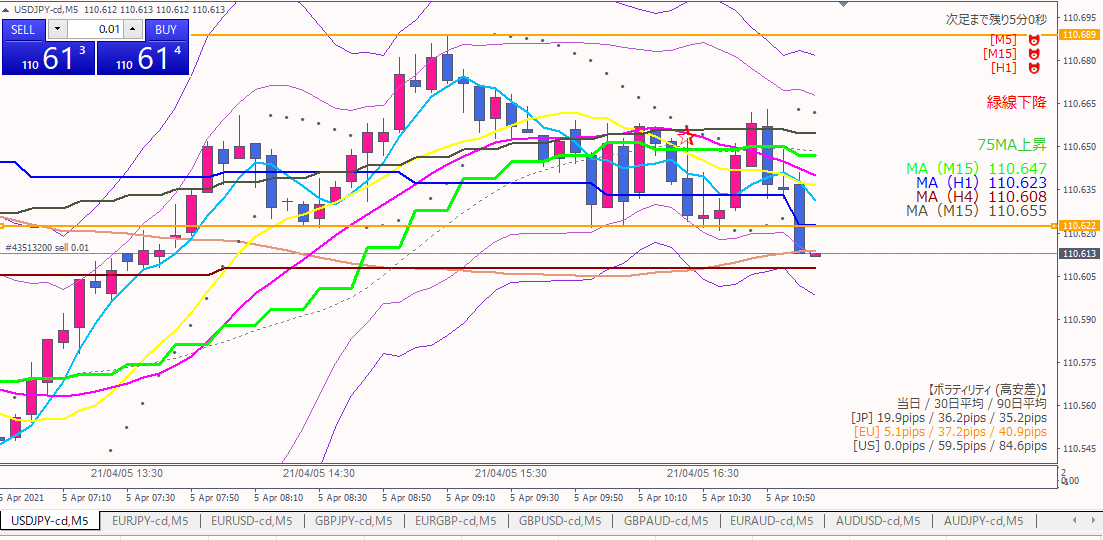 USDJPY-cd,M5 110.612 110.613 110.612 110.613
SELL 0.01 BUY
110 61 3 110 61 4
次足まで残り5分0秒
[M5]
[M15]
[H1]
緑線下降
75MA上昇
MA (M15) 110.647
MA (H1) 110.623
MA (H4) 110.608
MA (M15) 110.655
#43513200 sell 0.01
【ボラティリティ(高安差)】
当日 / 30日平均 / 90日平均
[JP] 19.9pips / 36.2pips / 35.2pips
[EU] 5.1pips / 37.2pips / 40.9pips
[US] 0.0pips / 59.5pips / 84.6pips
110.695
110.689
110.680
110.665
110.650
110.635
110.622
110.620
110.613
110.605
110.590
110.575
110.560
110.545
21/04/05 13:30 21/04/05 14:30 21/04/05 15:30 21/04/05 16:30
5 Apr 2021 5 Apr 07:10 5 Apr 07:30 5 Apr 07:50 5 Apr 08:10 5 Apr 08:30 5 Apr 08:50 5 Apr 09:10 5 Apr 09:30 5 Apr 09:50 5 Apr 10:10 5 Apr 10:30 5 Apr 10:50
USDJPY-cd,M5 EURJPY-cd,M5 EURUSD-cd,M5 GBPJPY-cd,M5 EURGBP-cd,M5 GBPUSD-cd,M5 GBPAUD-cd,M5 EURAUD-cd,M5 AUDUSD-cd,M5 AUDJPY-cd,M5